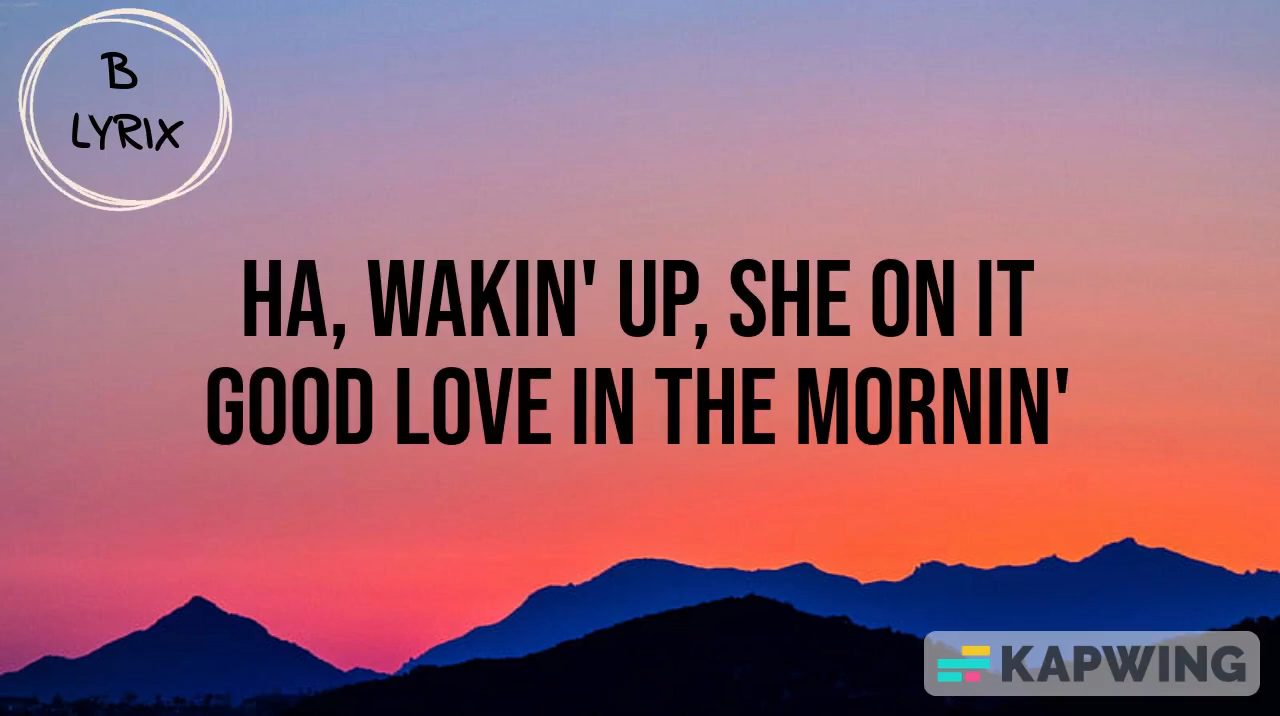 B
LYRIX
HA, WAKIN' UP, SHE ON IT
GOOD LOVE IN THE MORNIN'
KAPWING